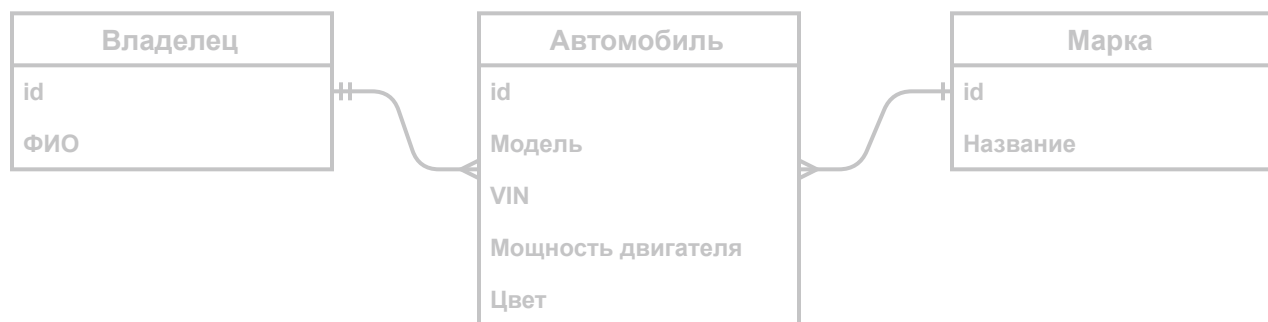 Владелец
id
ФИО
Автомобиль
id
Модель
VIN
Мощность двигателя
Цвет
Марка
id
Название